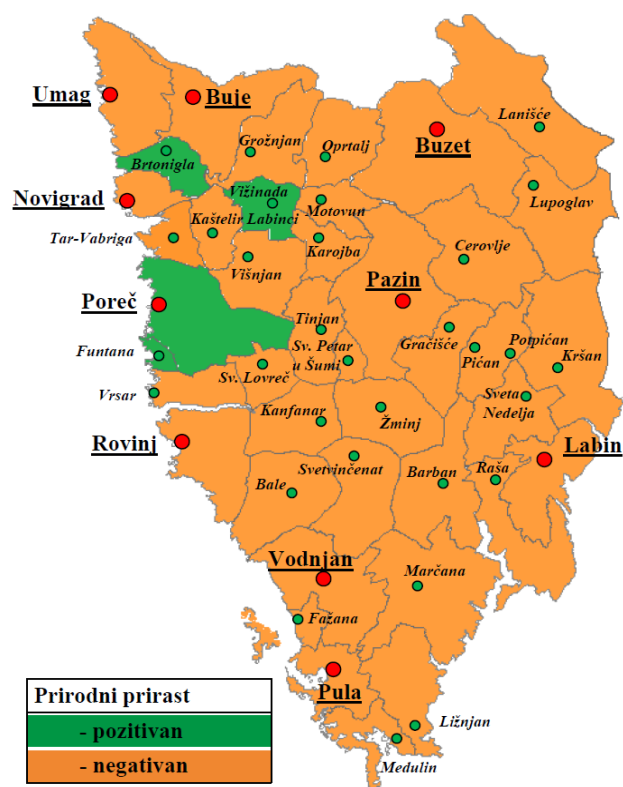 Umag
Buje
Buzet
Lanišće
Grožnjan
Oprtalj
Brtonigla
Novigrad
Vižinada
Motovun
Lupoglav
Kaštelir
Labinci
Tar-Vabriga
Karojba
Višnjan
Cerovlje
Poreč
Pazin
Tinjan
Gračišće
Potpićan
Funtana
Sv. Petar
u Šumi
Pićan
Kršan
Sv. Lovreč
Vrsar
Sveta
Nedelja
Kanfanar
Žminj
Rovinj
Labin
Svetvinčenat
Raša
Bale
Barban
Vodnjan
Marčana
Fažana
Pula
Ližnjan
Medulin
Prirodni prirast
- pozitivan
- negativan